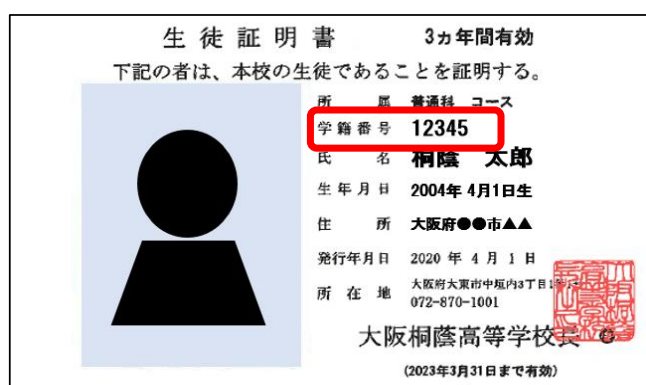 生徒証明書 3ヵ年間有効
下記の者は、本校の生徒であることを証明する。
所属 普通科 コース
学籍番号 12345
氏名 桐蔭 太郎
生年月日 2004年 4月1日生
住所 大阪府●●市▲▲
発行年月日 2020 年 4 月 1 日
所在地 大阪府大東市中垣内3丁目1
072-870-1001
大阪桐蔭高等学校長
(2023年3月31日まで有効)